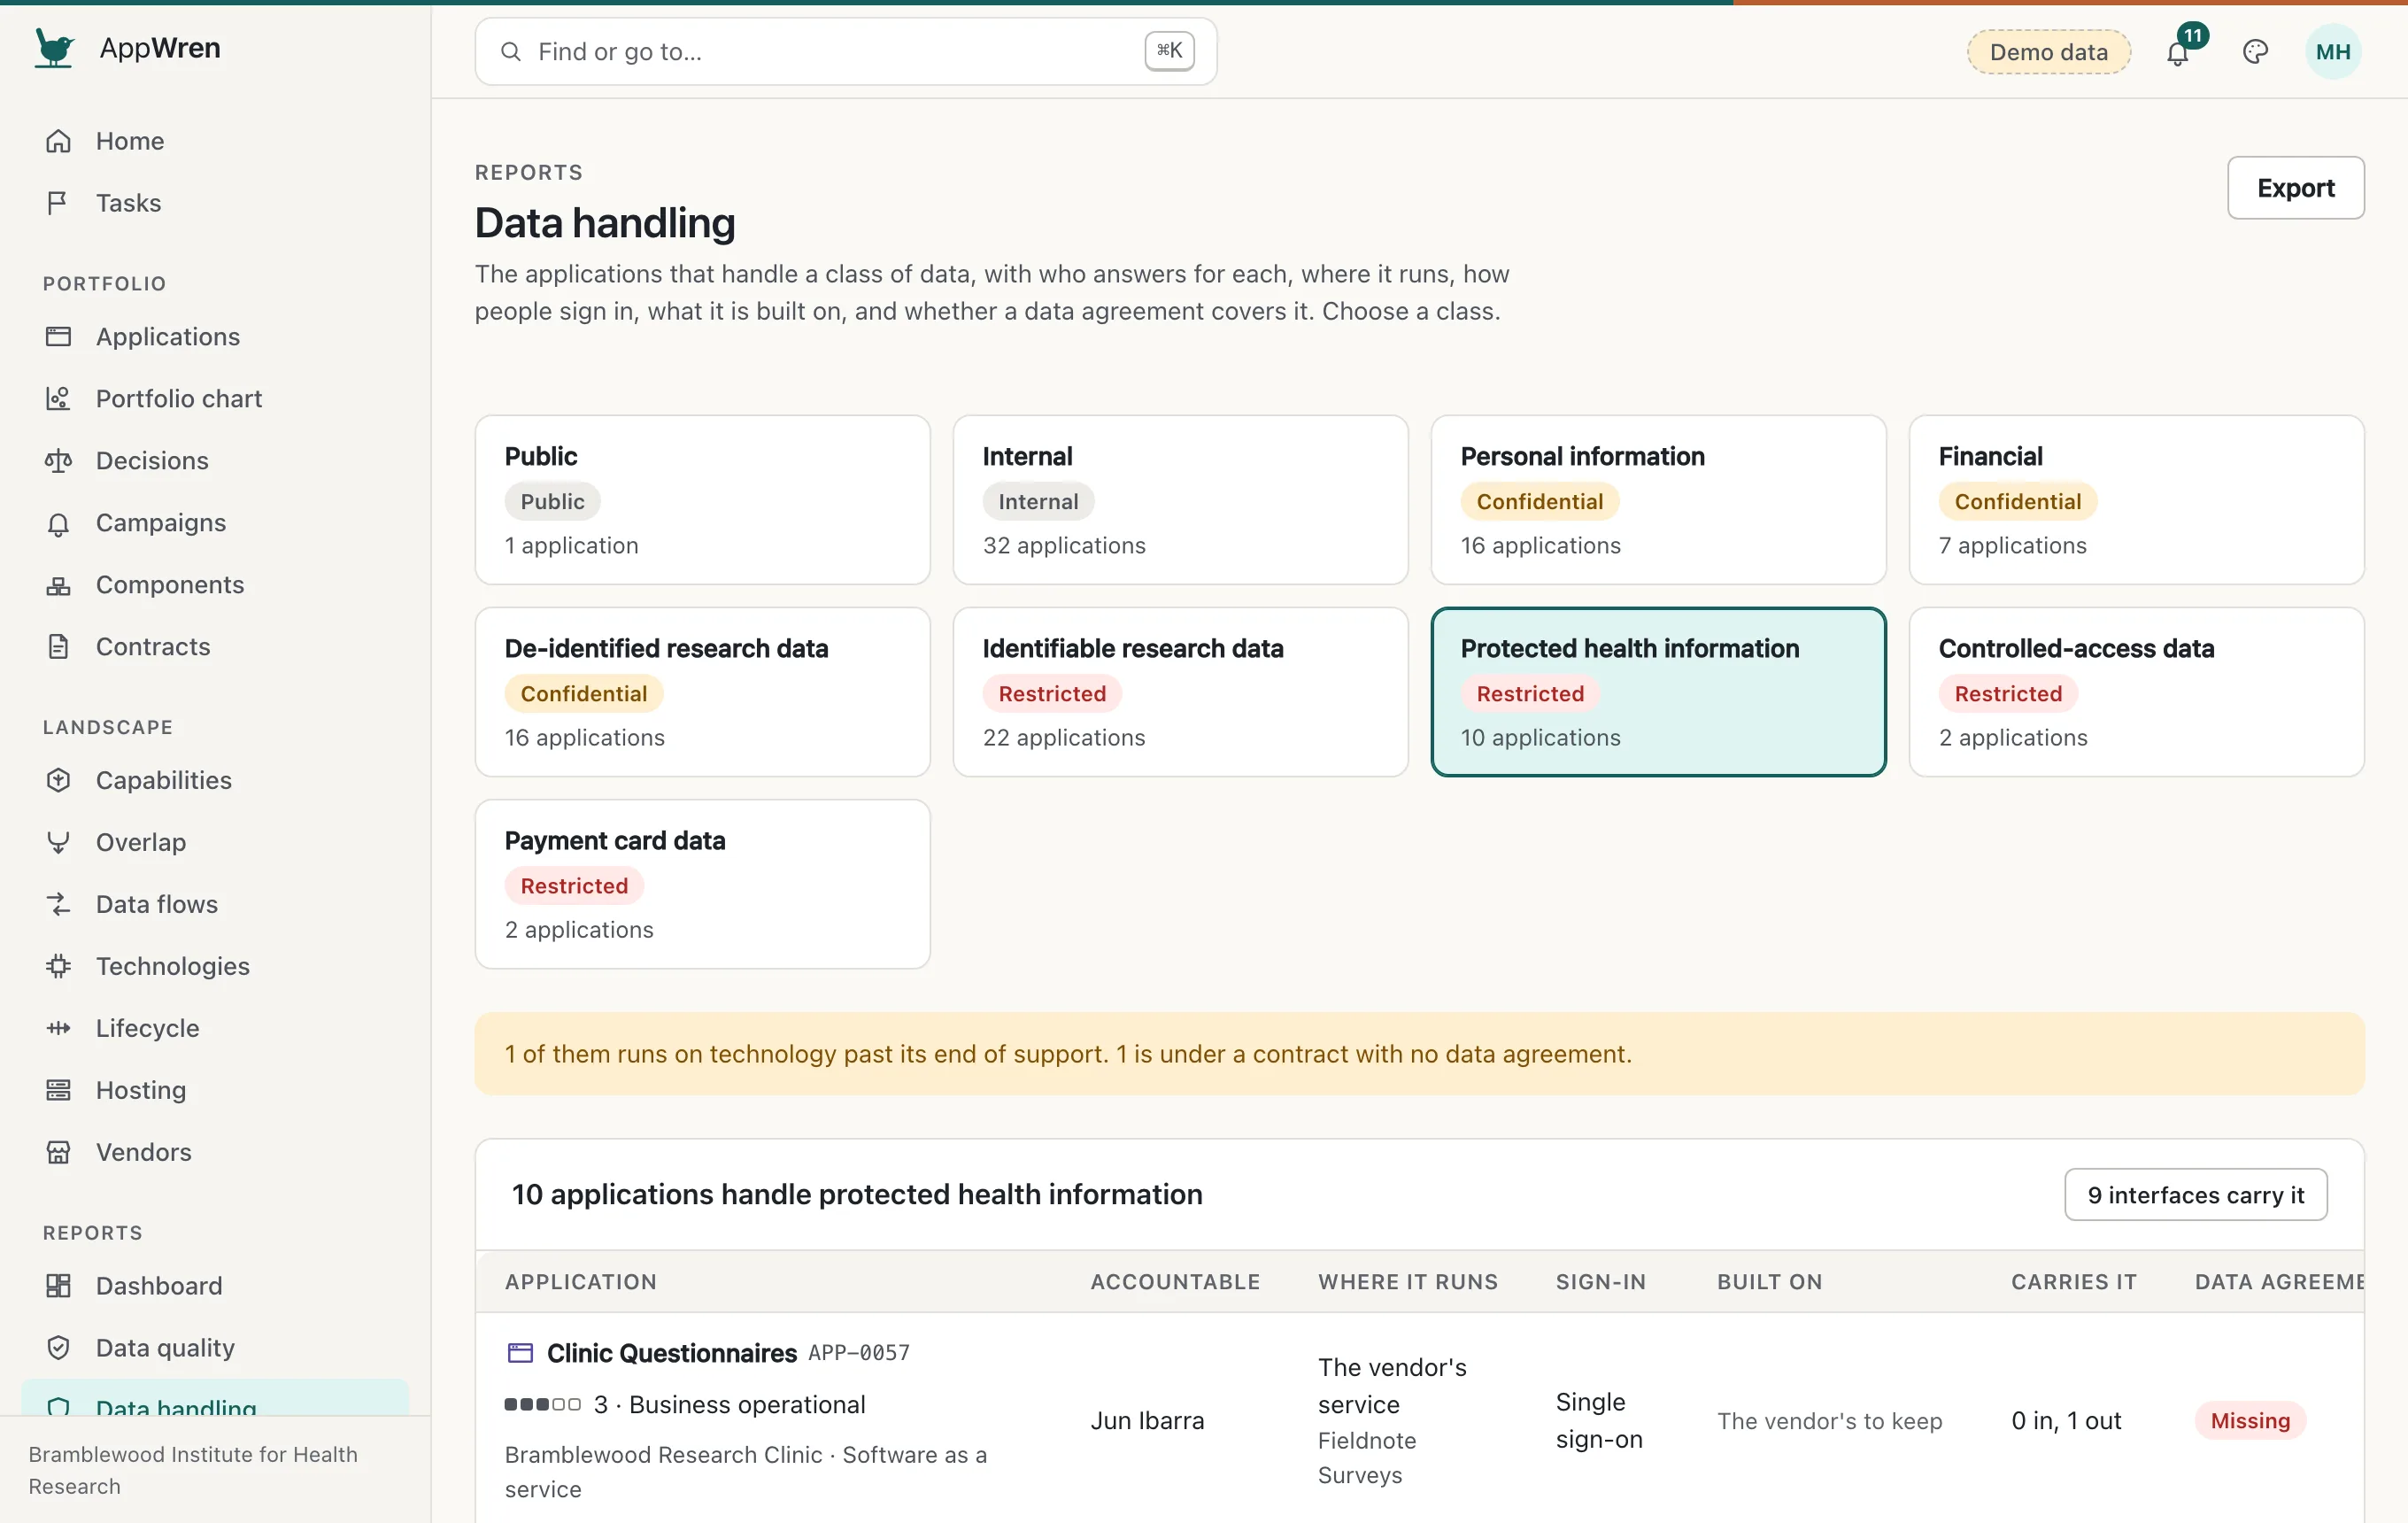 AppWren
Find or go to...
⌘K
Demo data
11
MH
Home
Tasks
PORTFOLIO
Applications
Portfolio chart
Decisions
Campaigns
Components
Contracts
LANDSCAPE
Capabilities
Overlap
Data flows
Technologies
Lifecycle
Hosting
Vendors
REPORTS
Dashboard
Data quality
Data handling
Bramblewood Institute for Health
Research
REPORTS
Data handling
Export
The applications that handle a class of data, with who answers for each, where it runs, how
people sign in, what it is built on, and whether a data agreement covers it. Choose a class.
Public
Public
1 application
Internal
Internal
32 applications
Personal information
Confidential
16 applications
Financial
Confidential
7 applications
De-identified research data
Confidential
16 applications
Identifiable research data
Restricted
22 applications
Protected health information
Restricted
10 applications
Controlled-access data
Restricted
2 applications
Payment card data
Restricted
2 applications
1 of them runs on technology past its end of support. 1 is under a contract with no data agreement.
10 applications handle protected health information
9 interfaces carry it
APPLICATION ACCOUNTABLE WHERE IT RUNS SIGN-IN BUILT ON CARRIES IT DATA AGREEME
Clinic Questionnaires APP-0057
3 · Business operational
Bramblewood Research Clinic · Software as a
service
Jun Ibarra
The vendor's
service
Fieldnote
Surveys
Single
sign-on
The vendor's to keep
0 in, 1 out
Missing